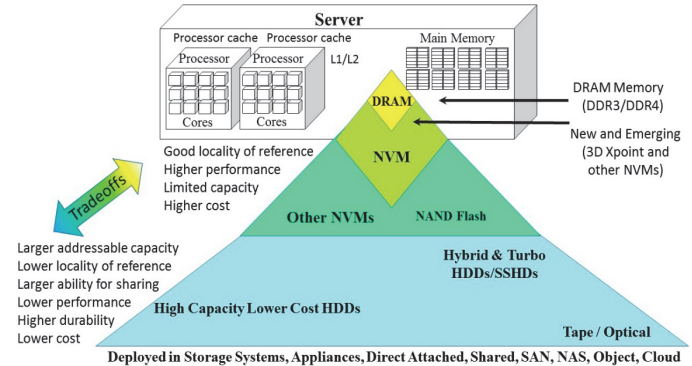 Server
Processor cache
Processor cache
Main Memory
Processor
Processor
L1/L2
Cores
Cores
DRAM
DRAM Memory
(DDR3/DDR4)
New and Emerging
(3D Xpoint and
other NVMs)
Good locality of reference
Higher performance
Limited capacity
Higher cost
NVM
Tradeoffs
Other NVMs
NAND Flash
Larger addressable capacity
Lower locality of reference
Larger ability for sharing
Lower performance
Higher durability
Lower cost
Hybrid & Turbo
HDDs/SSHDs
High Capacity Lower Cost HDDs
Tape / Optical
Deployed in Storage Systems, Appliances, Direct Attached, Shared, SAN, NAS, Object, Cloud